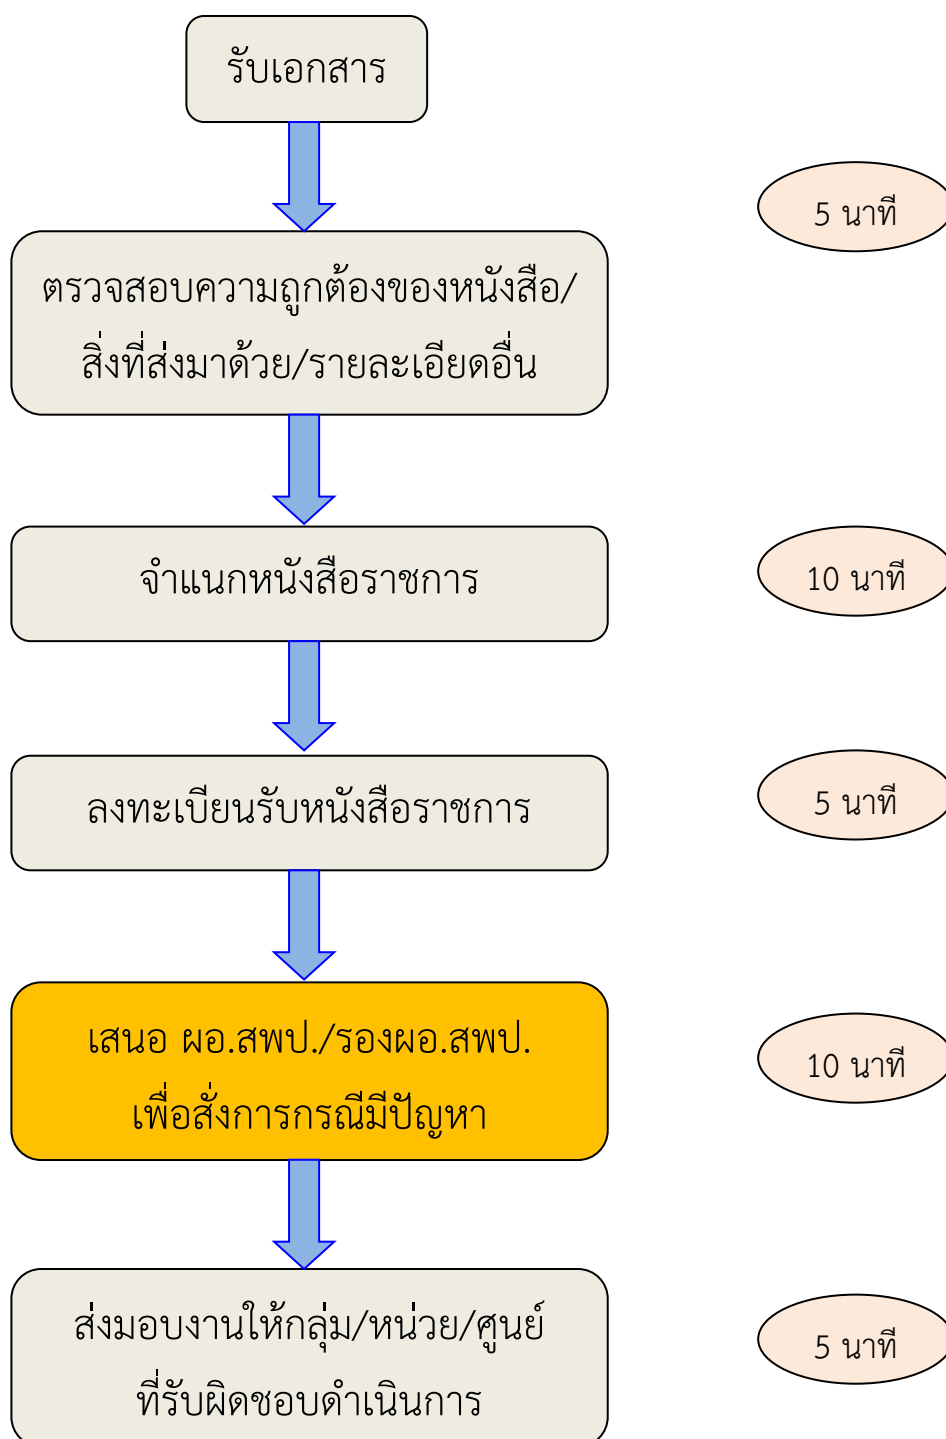 รับเอกสาร
5 นาที
ตรวจสอบความถูกต้องของหนังสือ/
สิ่งที่ส่งมาด้วย/รายละเอียดอื่น
จำแนกหนังสือราชการ
10 นาที
ลงทะเบียนรับหนังสือราชการ
5 นาที
เสนอ ผอ.สพป./รองผอ.สพป.
เพื่อสั่งการกรณีมีปัญหา
10 นาที
ส่งมอบงานให้กลุ่ม/หน่วย/ศูนย์
ที่รับผิดชอบดำเนินการ
5 นาที